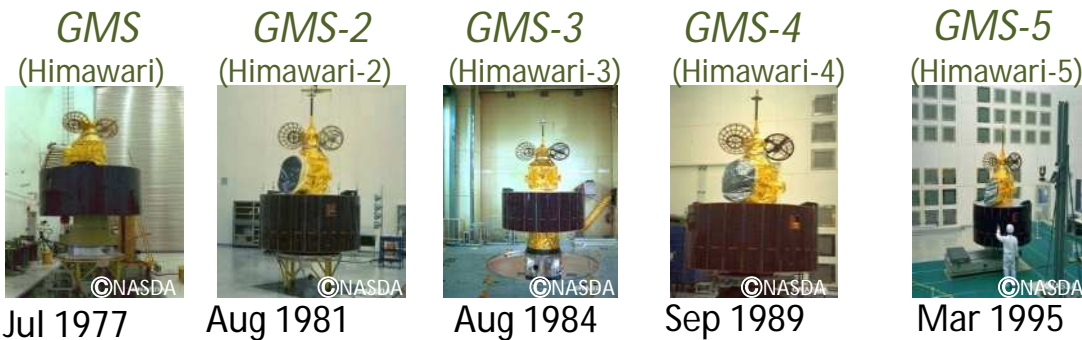 GMS GMS-2 GMS-3 GMS-4 GMS-5
(Himawari) (Himawari-2) (Himawari-3) (Himawari-4) (Himawari-5)
©NASDA ©NASDA ©NASDA ©NASDA ©NASDA
Jul 1977 Aug 1981 Aug 1984 Sep 1989 Mar 1995